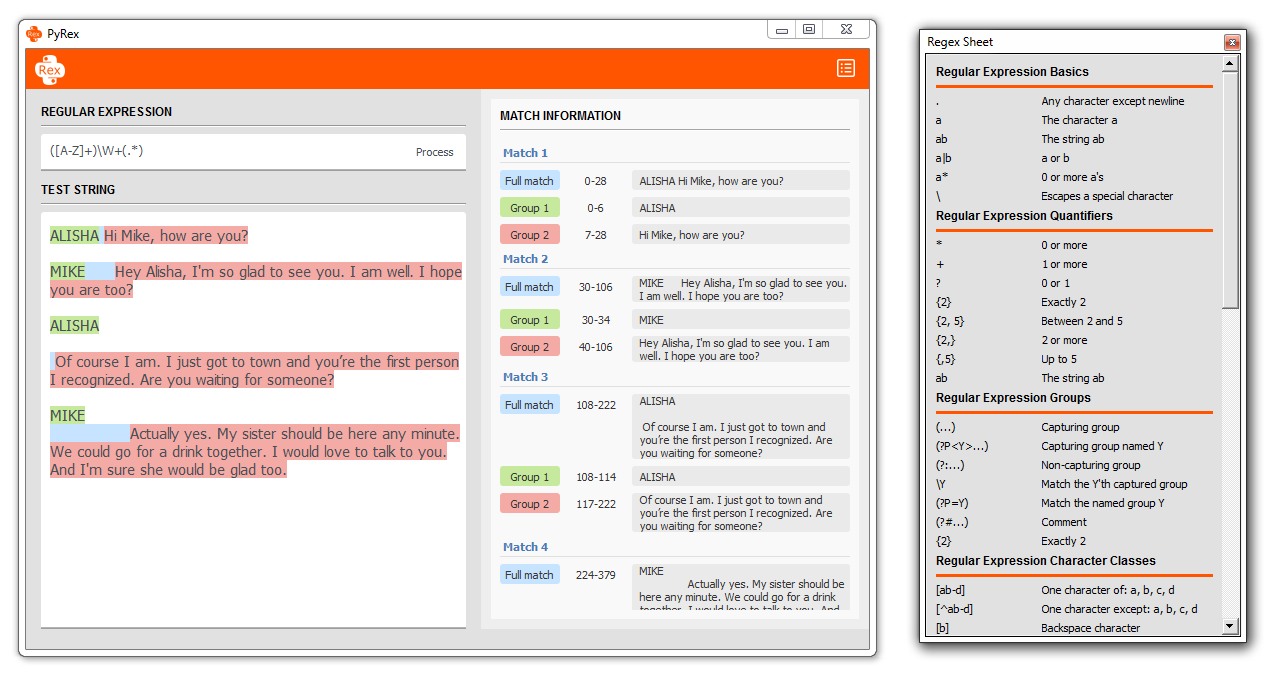 Rex PyRex
Rex
REGULAR EXPRESSION
([A-Z]+)\W+(.*)
Process
TEST STRING
ALISHA Hi Mike, how are you?
MIKE Hey Alisha, I'm so glad to see you. I am well. I hope
you are too?
ALISHA
Of course I am. I just got to town and you’re the first person
I recognized. Are you waiting for someone?
MIKE
Actually yes. My sister should be here any minute.
We could go for a drink together. I would love to talk to you.
And I'm sure she would be glad too.
MATCH INFORMATION
Match 1
Full match 0-28 ALISHA Hi Mike, how are you?
Group 1 0-6 ALISHA
Group 2 7-28 Hi Mike, how are you?
Match 2
Full match 30-106 MIKE Hey Alisha, I'm so glad to see you.
I am well. I hope you are too?
Group 1 30-34 MIKE
Group 2 40-106 Hey Alisha, I'm so glad to see you. I am
well. I hope you are too?
Match 3
Full match 108-222 ALISHA
Of course I am. I just got to town and
you’re the first person I recognized. Are
you waiting for someone?
Group 1 108-114 ALISHA
Group 2 117-222 Of course I am. I just got to town and
you’re the first person I recognized. Are
you waiting for someone?
Match 4
Full match 224-379 MIKE
Actually yes. My sister should be
here any minute. We could go for a drink
together. I would love to talk to you. And
Regex Sheet
Regular Expression Basics
. Any character except newline
a The character a
ab The string ab
a|b a or b
a* 0 or more a's
\ Escapes a special character
Regular Expression Quantifiers
* 0 or more
+ 1 or more
? 0 or 1
{2} Exactly 2
{2, 5} Between 2 and 5
{2,} 2 or more
{,5} Up to 5
ab The string ab
Regular Expression Groups
(...) Capturing group
(?P<Y>...) Capturing group named Y
(?:...) Non-capturing group
\Y Match the Y'th captured group
(?P=Y) Match the named group Y
(?#...) Comment
{2} Exactly 2
Regular Expression Character Classes
[ab-d] One character of: a, b, c, d
[^ab-d] One character except: a, b, c, d
[b] Backspace character